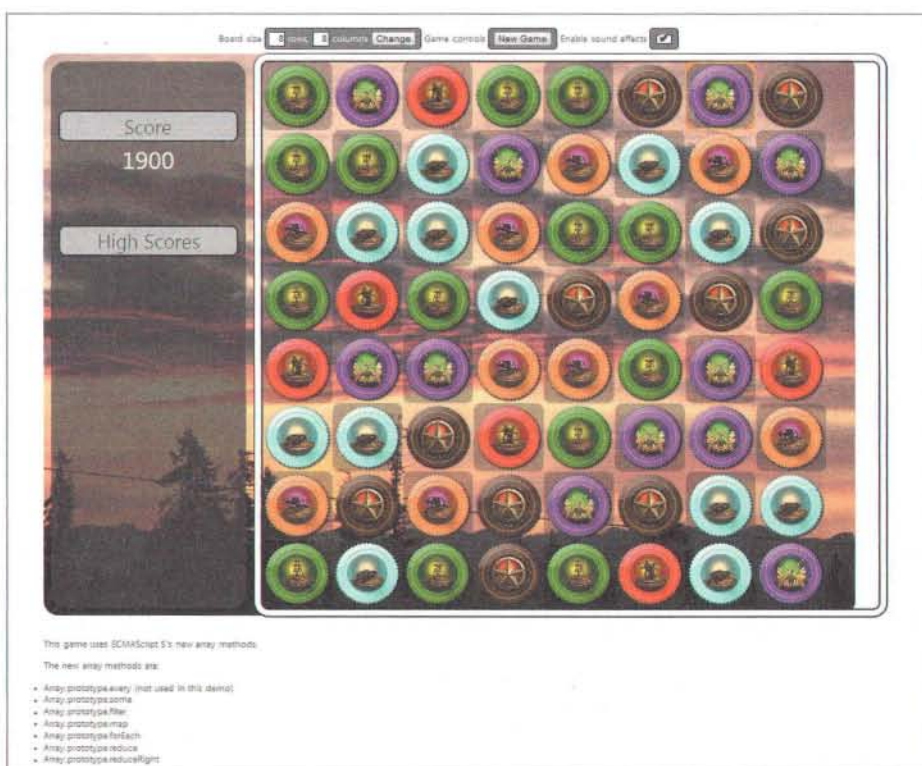 Board size 8 rows, 8 columns Change Game controls New Game Enable sound effects
Score
1900
High Scores
This game uses ECMAScript 5's new array methods.
The new array methods are:
Array.prototype.every (not used in this demo)
Array.prototype.some
Array.prototype.filter
Array.prototype.map
Array.prototype.forEach
Array.prototype.reduce
Array.prototype.reduceRight